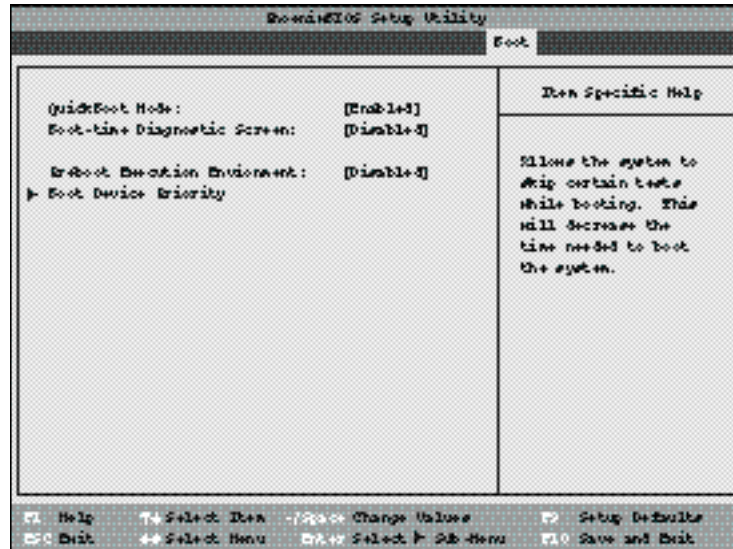 PhoenixBIOS Setup Utility
Boot
QuickBoot Mode: [Enabled]
Boot-time Diagnostic Screen: [Disabled]
Preboot Execution Envionment: [Disabled]
▶ Boot Device Priority
Item Specific Help
Allows the system to
skip certain tests
while booting. This
will decrease the
time needed to boot
the system.
F1 Help ↑↓ Select Item -/Space Change Values F9 Setup Defaults
ESC Exit ←→ Select Menu Enter Select ▶ Sub-Menu F10 Save and Exit